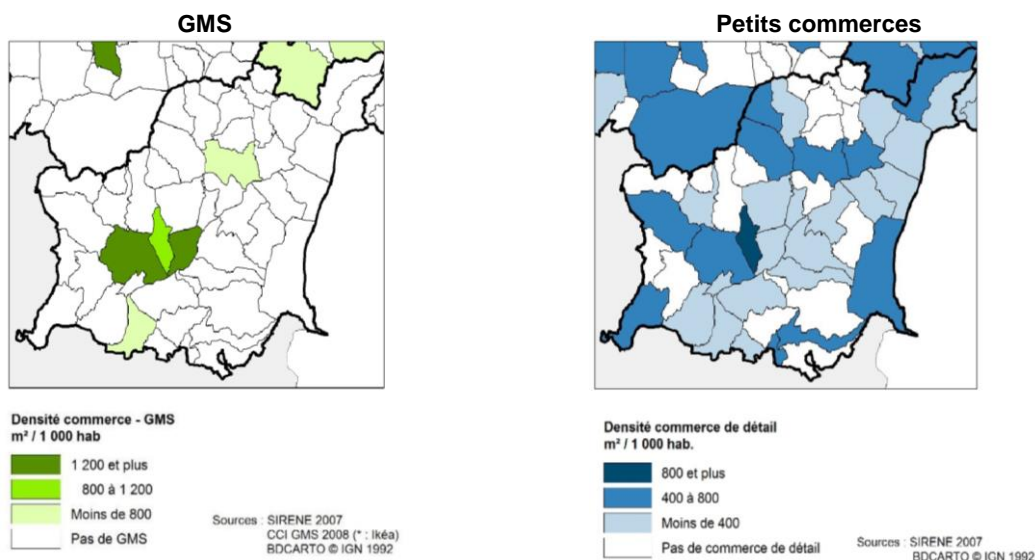 GMS
Petits commerces
Densité commerce - GMS
m² / 1 000 hab
1 200 et plus
800 à 1 200
Moins de 800
Pas de GMS
Sources : SIRENE 2007
CCI GMS 2008 (* : Ikéa)
BDCARTO © IGN 1992
Densité commerce de détail
m² / 1 000 hab.
800 et plus
400 à 800
Moins de 400
Pas de commerce de détail
Sources : SIRENE 2007
BDCARTO © IGN 1992